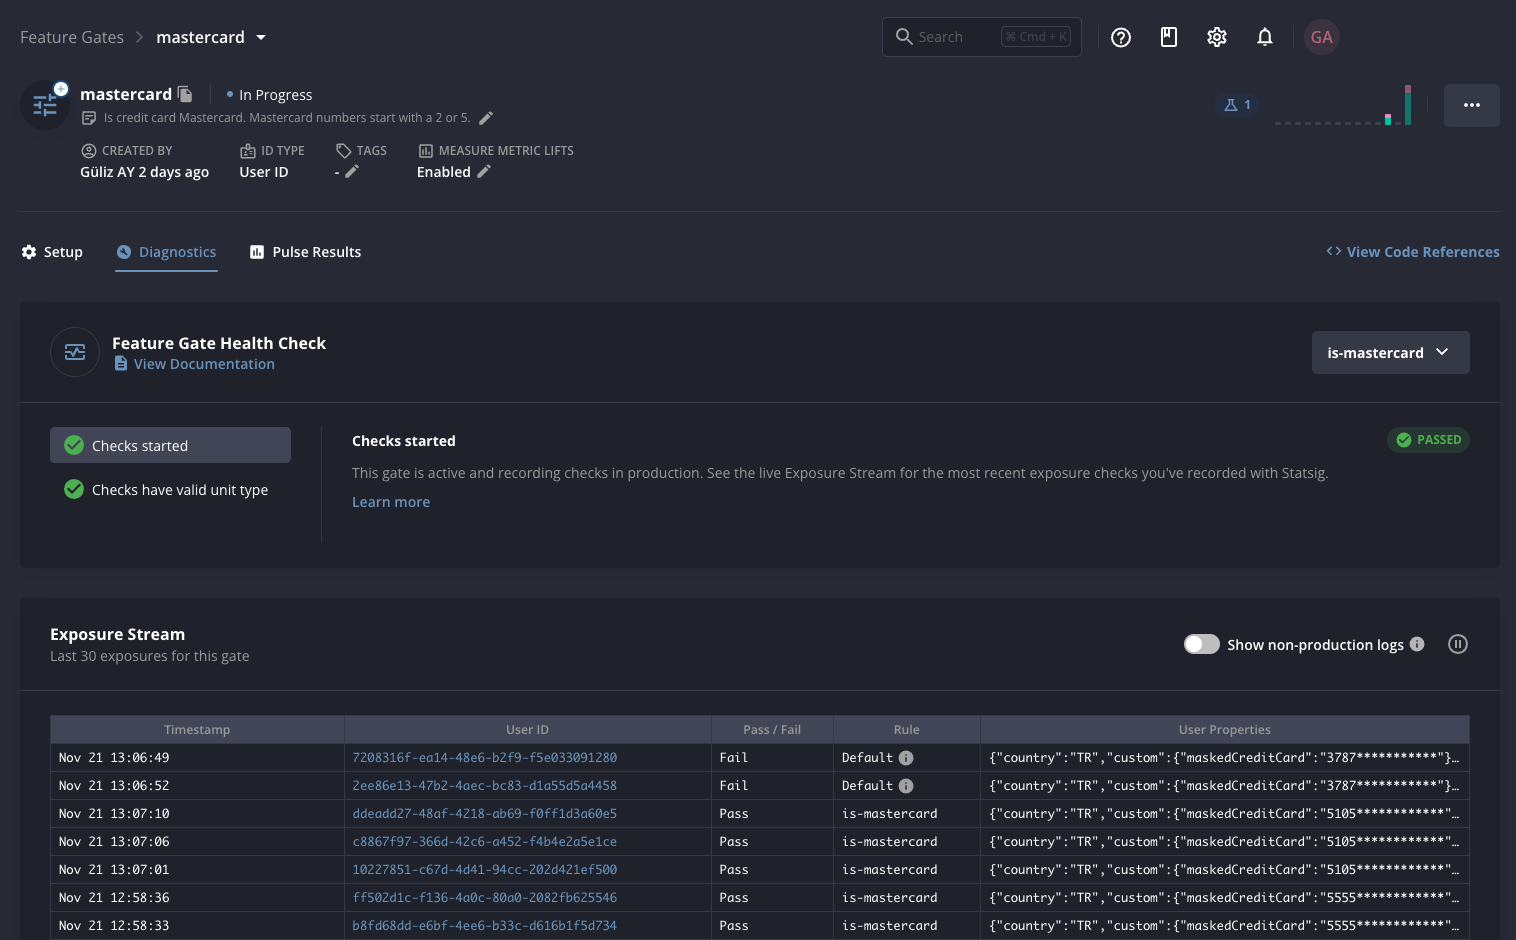 Feature Gates > mastercard
Search ⌘ Cmd + K
GA
mastercard
In Progress
1
Is credit card Mastercard. Mastercard numbers start with a 2 or 5.
CREATED BY ID TYPE TAGS MEASURE METRIC LIFTS
Güliz AY 2 days ago User ID - Enabled
Setup Diagnostics Pulse Results <> View Code References
Feature Gate Health Check
View Documentation
is-mastercard
Checks started
Checks have valid unit type
Checks started
PASSED
This gate is active and recording checks in production. See the live Exposure Stream for the most recent exposure checks you've recorded with Statsig.
Learn more
Exposure Stream
Last 30 exposures for this gate
Show non-production logs
Timestamp User ID Pass / Fail Rule User Properties
Nov 21 13:06:49 7208316f-ea14-48e6-b2f9-f5e033091280 Fail Default {"country":"TR","custom":{"maskedCreditCard":"3787***********"}…
Nov 21 13:06:52 2ee86e13-47b2-4aec-bc83-d1a55d5a4458 Fail Default {"country":"TR","custom":{"maskedCreditCard":"3787***********"}…
Nov 21 13:07:10 ddeadd27-48af-4218-ab69-f0ff1d3a60e5 Pass is-mastercard {"country":"TR","custom":{"maskedCreditCard":"5105************"…
Nov 21 13:07:06 c8867f97-366d-42c6-a452-f4b4e2a5e1ce Pass is-mastercard {"country":"TR","custom":{"maskedCreditCard":"5105************"…
Nov 21 13:07:01 10227851-c67d-4d41-94cc-202d421ef500 Pass is-mastercard {"country":"TR","custom":{"maskedCreditCard":"5105************"…
Nov 21 12:58:36 ff502d1c-f136-4a0c-80a0-2082fb625546 Pass is-mastercard {"country":"TR","custom":{"maskedCreditCard":"5555************"…
Nov 21 12:58:33 b8fd68dd-e6bf-4ee6-b33c-d616b1f5d734 Pass is-mastercard {"country":"TR","custom":{"maskedCreditCard":"5555************"…